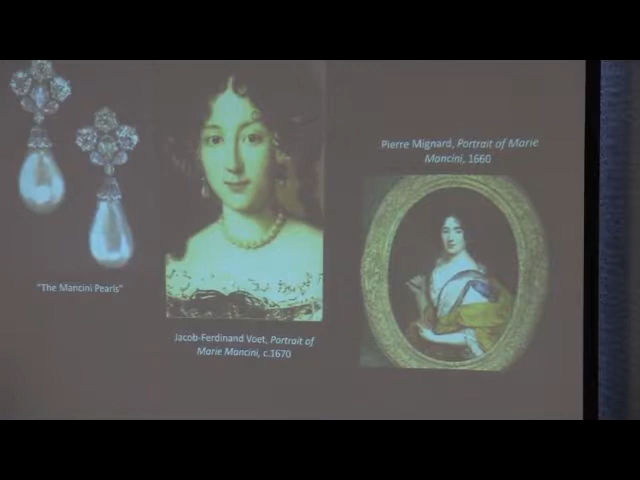 "The Mancini Pearls"
Jacob-Ferdinand Voet, Portrait of
Marie Mancini, c.1670
Pierre Mignard, Portrait of Marie
Mancini, 1660